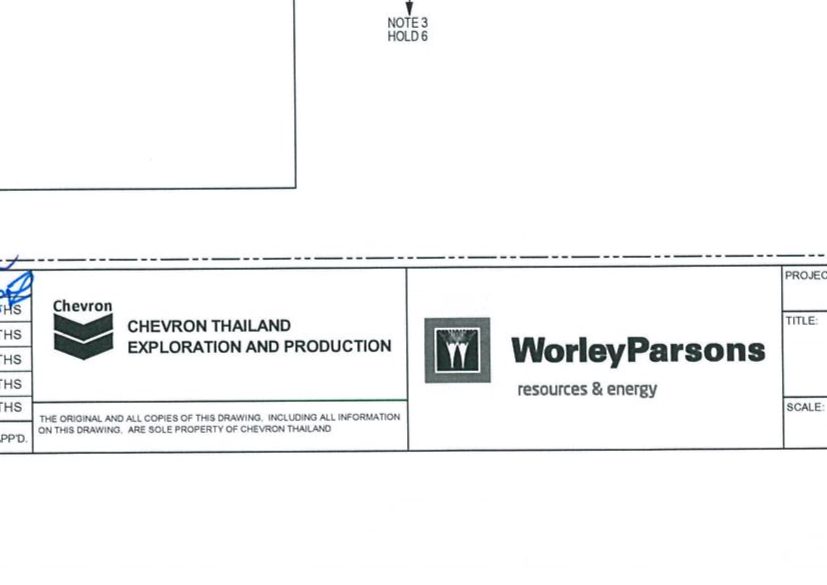 NOTE 3
HOLD 6
THS
THS
THS
THS
THS
APP'D.
Chevron
CHEVRON THAILAND
EXPLORATION AND PRODUCTION
THE ORIGINAL AND ALL COPIES OF THIS DRAWING, INCLUDING ALL INFORMATION
ON THIS DRAWING, ARE SOLE PROPERTY OF CHEVRON THAILAND
WorleyParsons
resources & energy
PROJEC
TITLE:
SCALE: